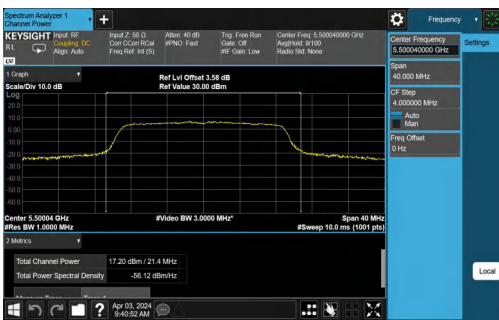 Spectrum Analyzer 1
Channel Power
+
Frequency
KEYSIGHT
Input: RF
Coupling: DC
Align: Auto
RL
Input Z: 50 Ω
Corr CCorr RCal
Freq Ref: Int (S)
Atten: 40 dB
#PNO: Fast
Trig: Free Run
Gate: Off
#IF Gain: Low
Center Freq: 5.500040000 GHz
Avg|Hold: 9/100
Radio Std: None
LW
Center Frequency
5.500040000 GHz
Settings
Span
40.000 MHz
CF Step
4.000000 MHz
Auto
Man
Freq Offset
0 Hz
1 Graph
Scale/Div 10.0 dB
Ref Lvl Offset 3.58 dB
Ref Value 30.00 dBm
Log
20.0
10.0
0.00
-10.0
-20.0
-30.0
-40.0
-50.0
-60.0
Center 5.50004 GHz
#Video BW 3.0000 MHz*
Span 40 MHz
#Res BW 1.0000 MHz
#Sweep 10.0 ms (1001 pts)
2 Metrics
Total Channel Power 17.20 dBm / 21.4 MHz
Total Power Spectral Density -56.12 dBm/Hz
Local
?
Apr 03, 2024
9:40:52 AM